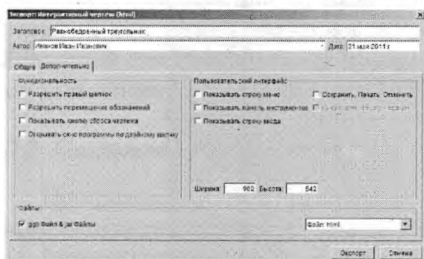 Экспорт: Интерактивный чертеж (html)
Заголовок: Равнобедренный треугольник
Автор: Иванов Иван Иванович Дата: 21 мая 2011 г.
Общие Дополнительно
Функциональность
Разрешить правый щелчок
Разрешить перемещение обозначений
Показывать кнопку сброса чертежа
Открывать окно программы по двойному щелчку
Пользовательский интерфейс
Показывать строку меню Сохранить, Печать, Отменить
Показывать панель инструментов
Показывать строку ввода
Ширина: 962 Высота: 642
Файлы
ggb Файл & jar Файлы Файл: html
Экспорт Отмена